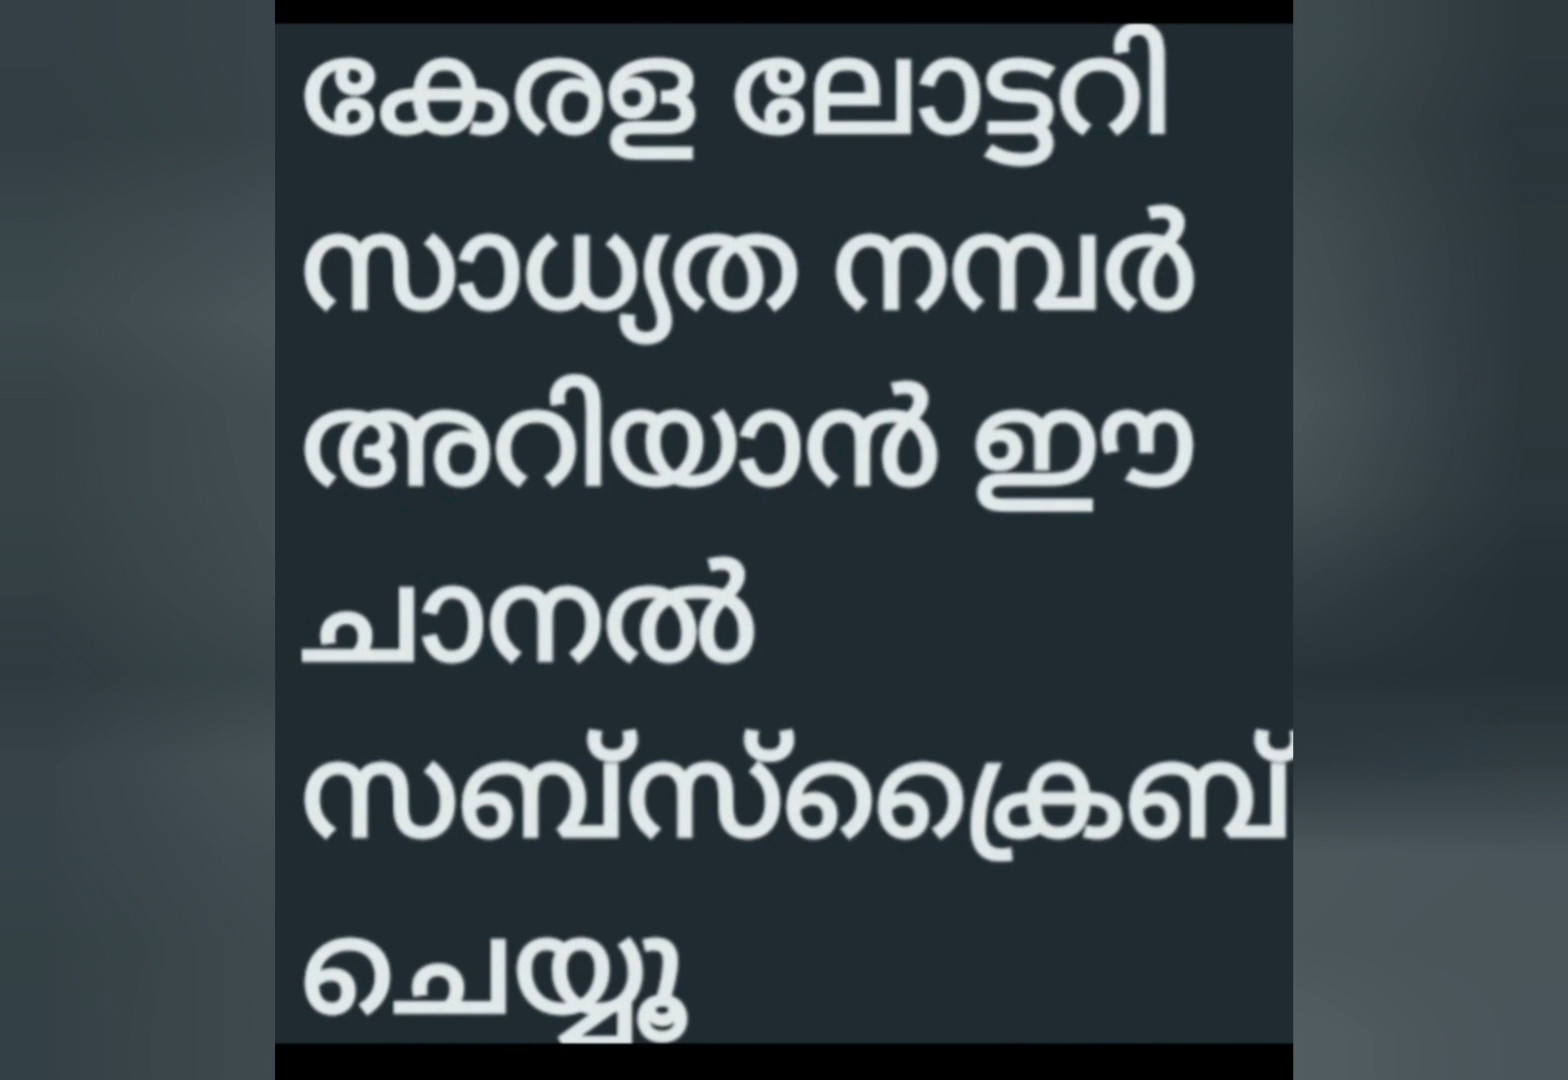 കേരള ലോട്ടറി
സാധ്യത നമ്പർ
അറിയാൻ ഈ
ചാനൽ
സബ്സ്ക്രൈബ്
ചെയ്യൂ